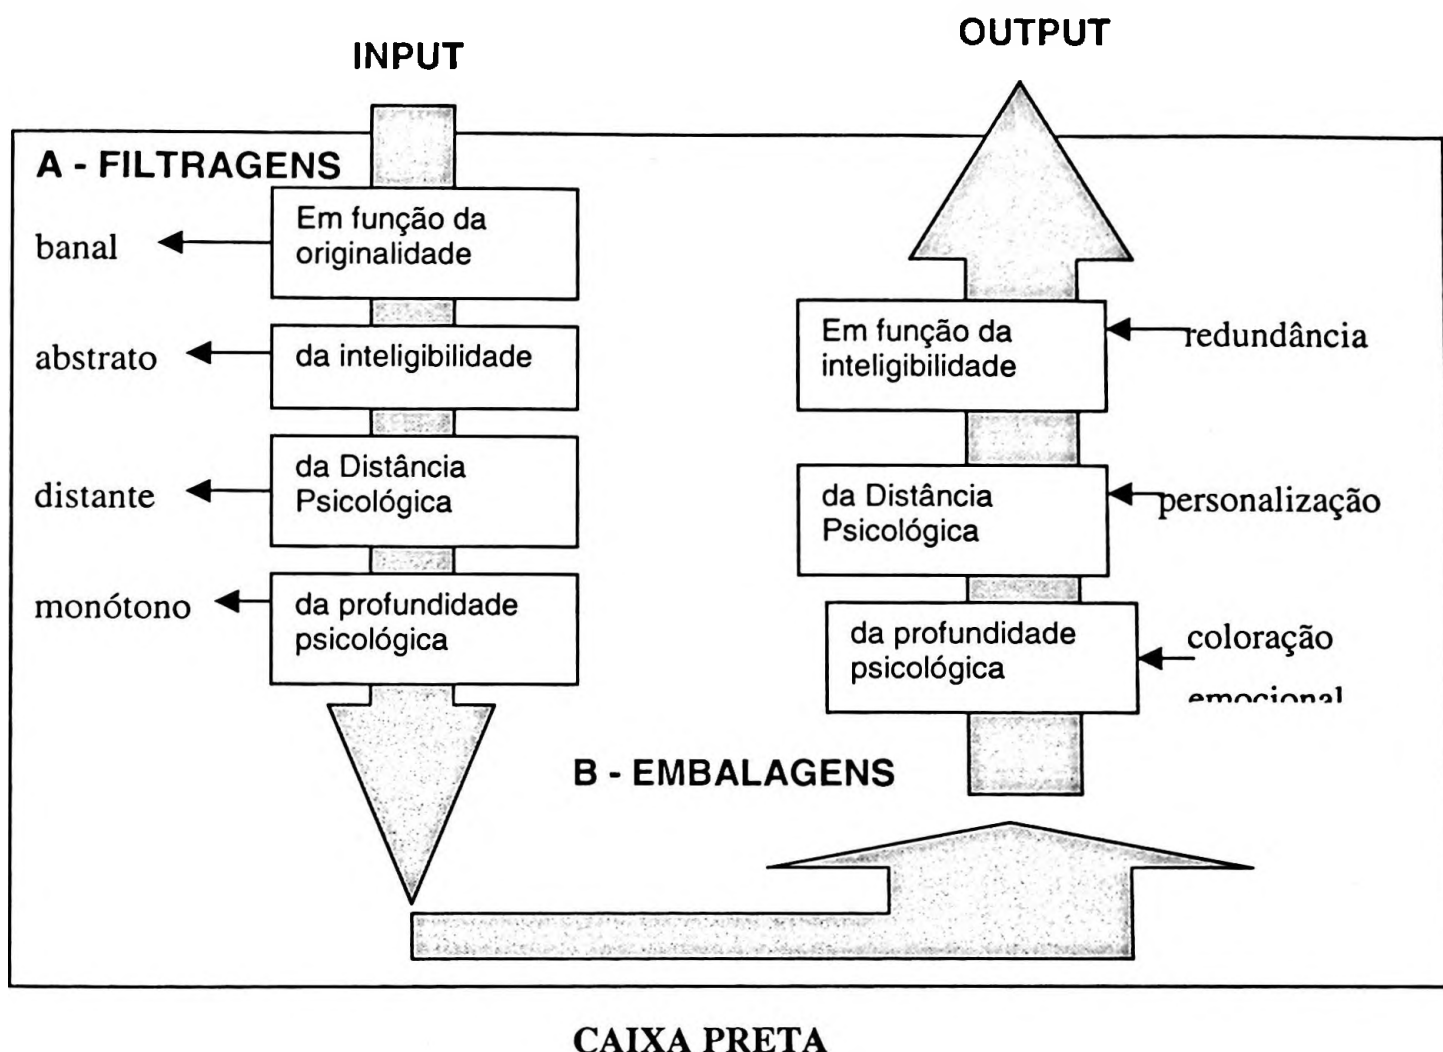 INPUT
OUTPUT
A - FILTRAGENS
banal
Em função da
originalidade
abstrato
da inteligibilidade
distante
da Distância
Psicológica
monótono
da profundidade
psicológica
Em função da
inteligibilidade
redundância
da Distância
Psicológica
personalização
da profundidade
psicológica
coloração
emocional
B - EMBALAGENS
CAIXA PRETA